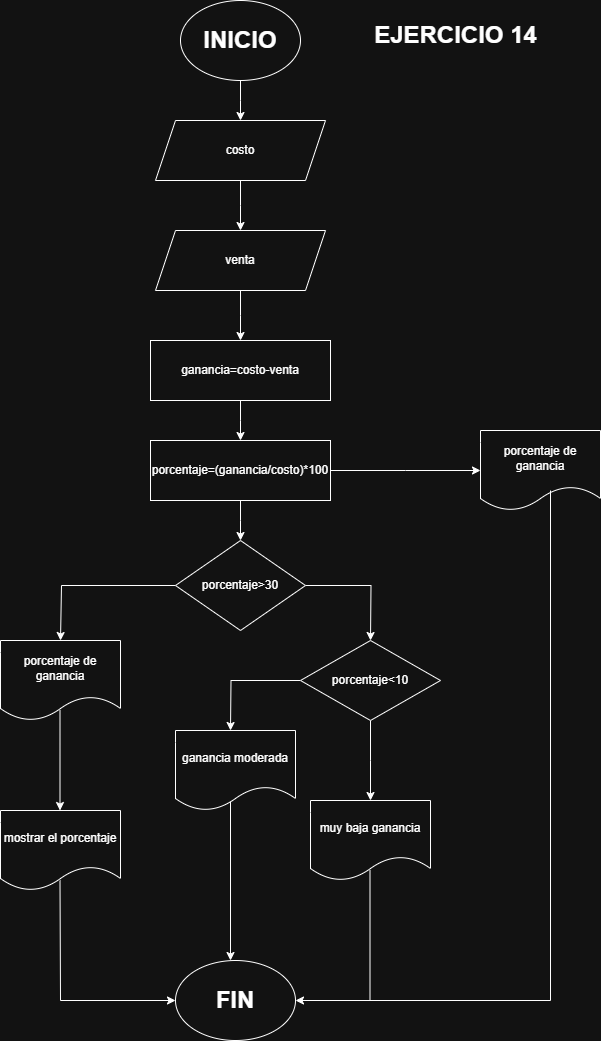 INICIO
EJERCICIO 14
costo
venta
ganancia=costo-venta
porcentaje=(ganancia/costo)*100
porcentaje de
ganancia
porcentaje>30
porcentaje de
ganancia
porcentaje<10
ganancia moderada
muy baja ganancia
mostrar el porcentaje
FIN